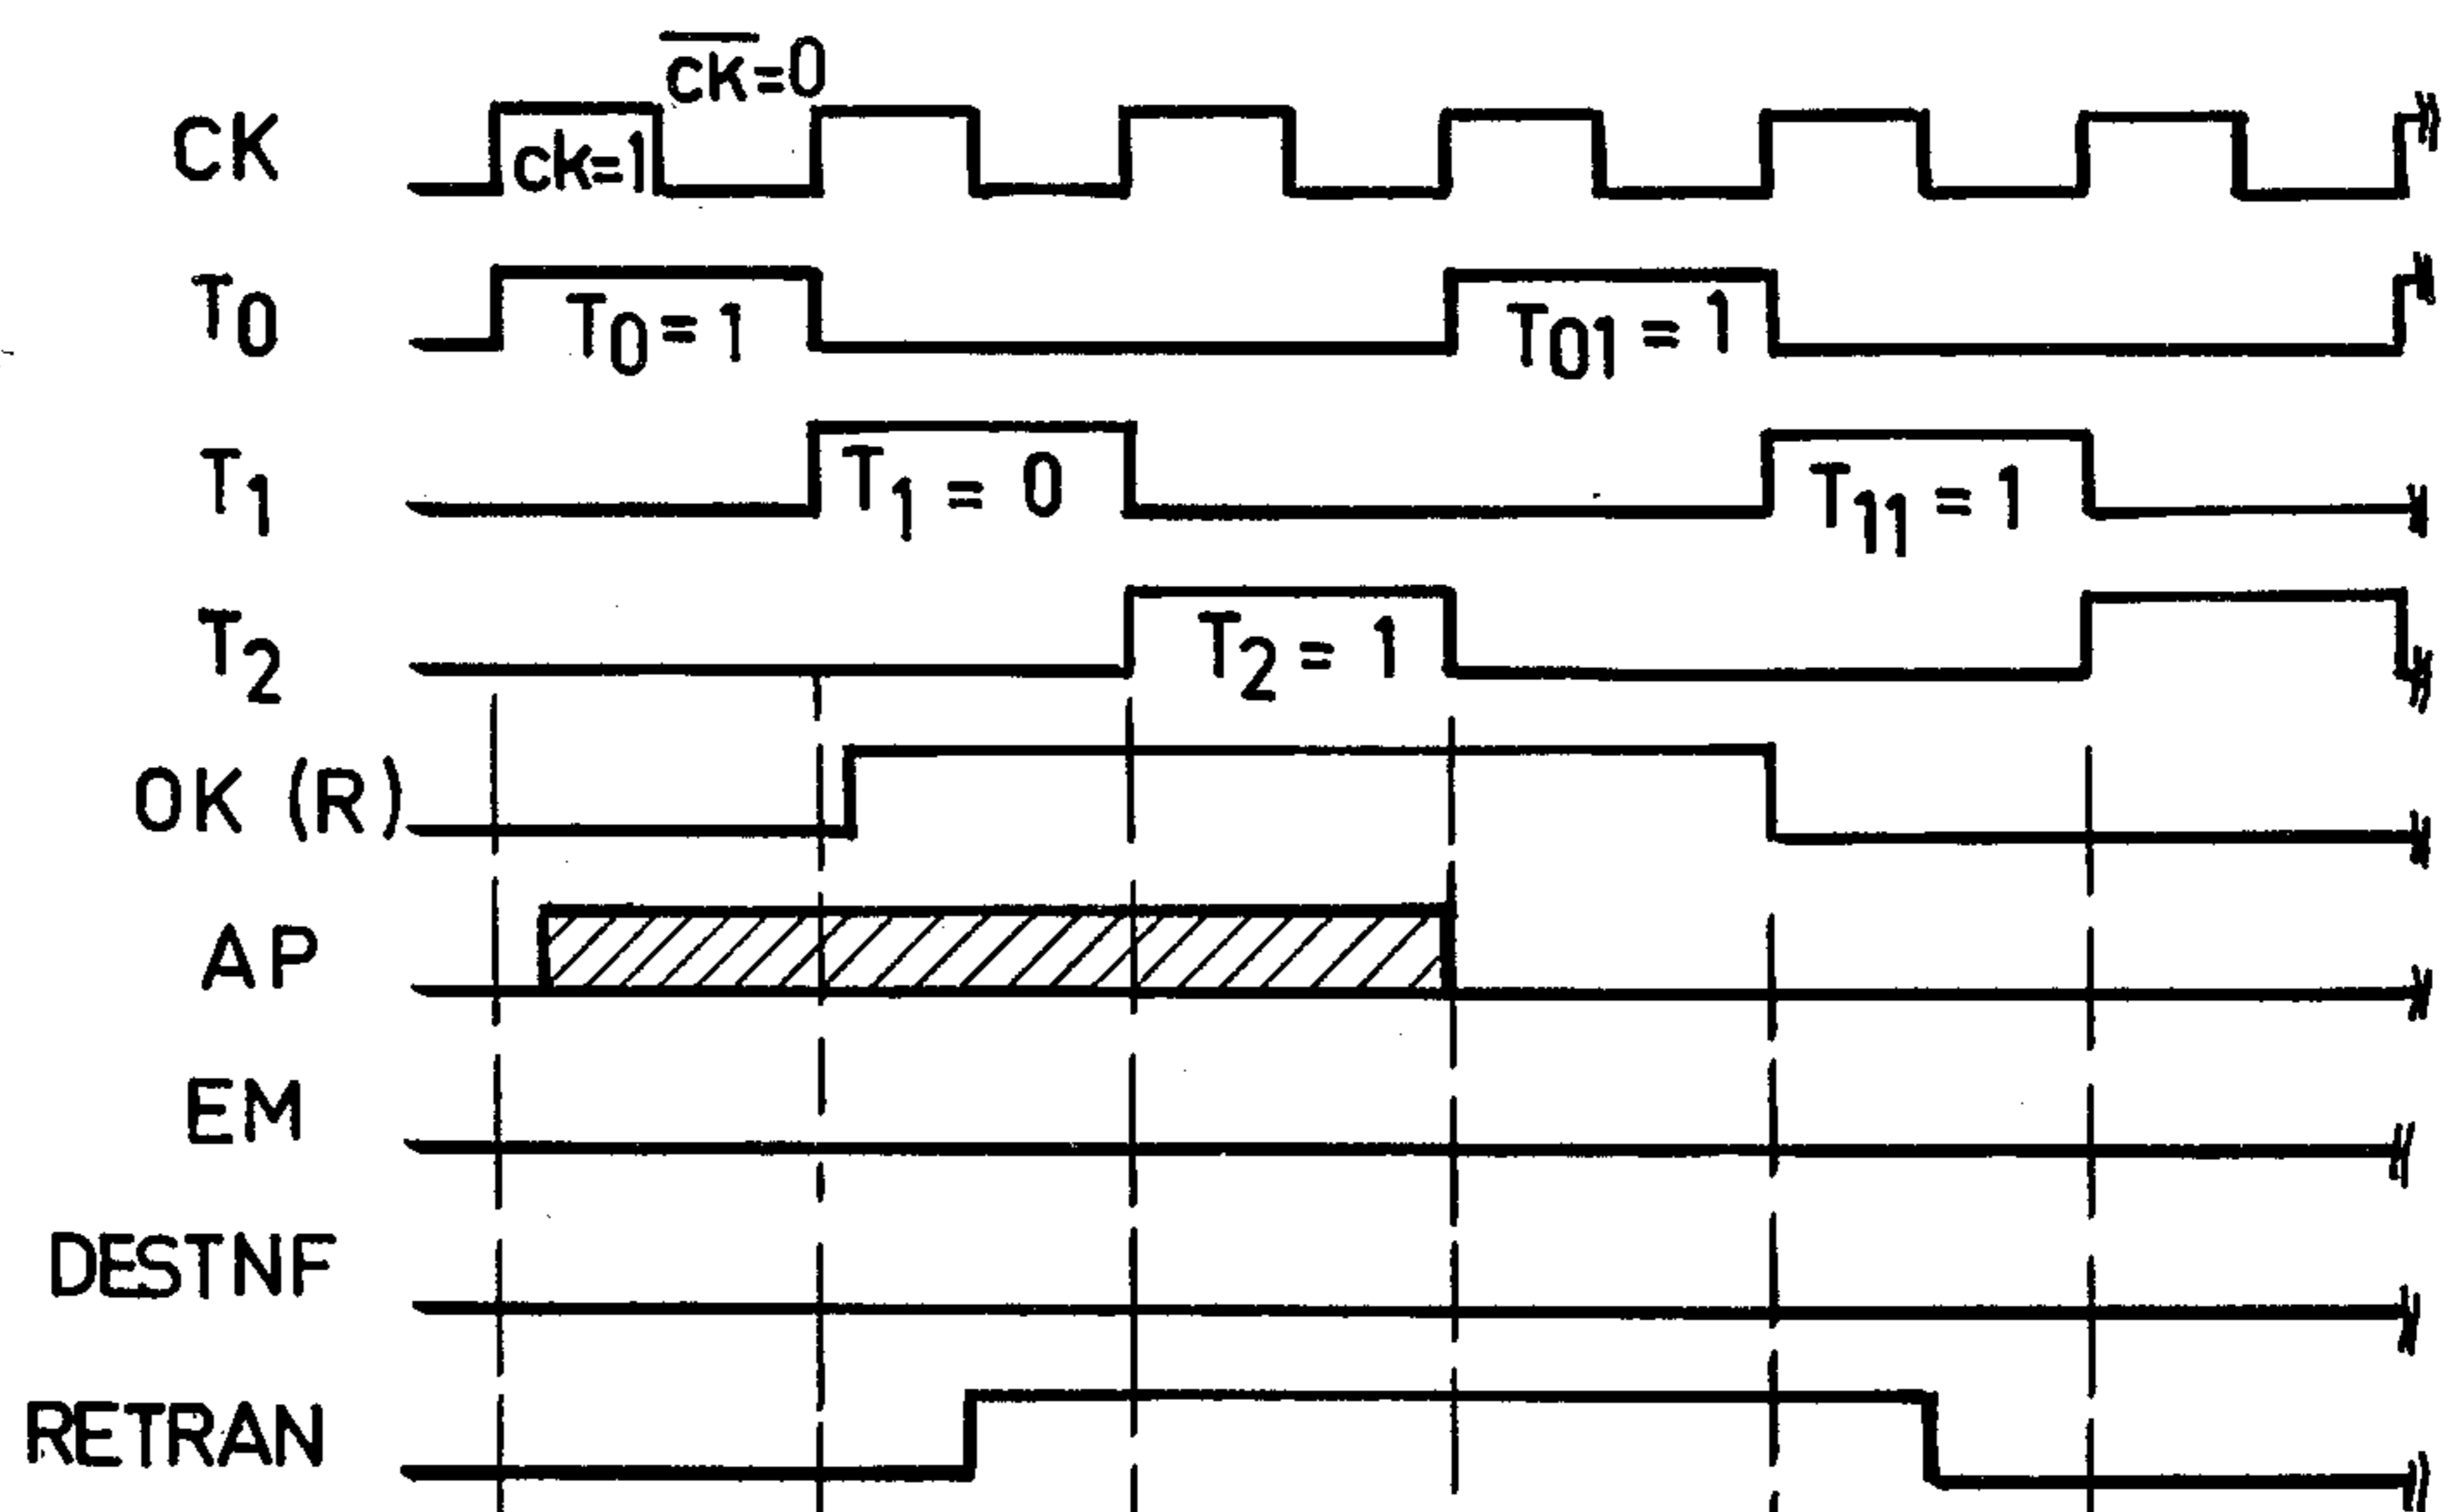 c̅k̅=0
CK
ck=1
T0
T0=1
T01=1
T1
T1=0
T11=1
T2
T2=1
OK (R)
AP
EM
DESTNF
RETRAN